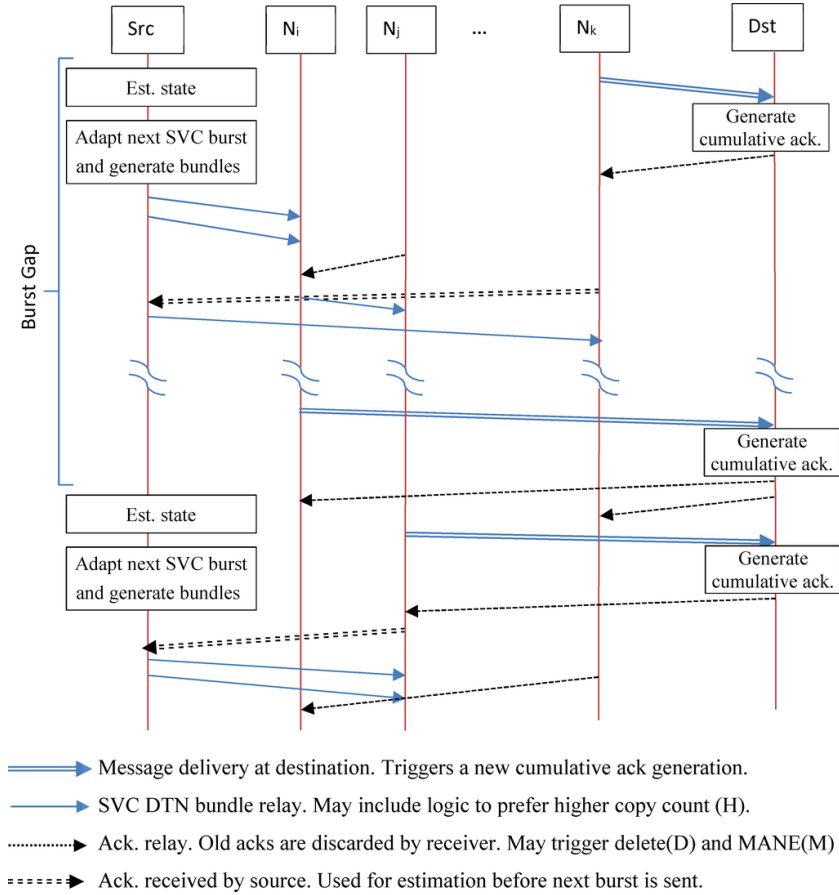 Src
Nᵢ
Nⱼ
...
Nₖ
Dst
Est. state
Generate
cumulative ack.
Adapt next SVC burst
and generate bundles
Burst Gap
Generate
cumulative ack.
Est. state
Adapt next SVC burst
and generate bundles
Generate
cumulative ack.
Message delivery at destination. Triggers a new cumulative ack generation.
SVC DTN bundle relay. May include logic to prefer higher copy count (H).
Ack. relay. Old acks are discarded by receiver. May trigger delete(D) and MANE(M)
Ack. received by source. Used for estimation before next burst is sent.